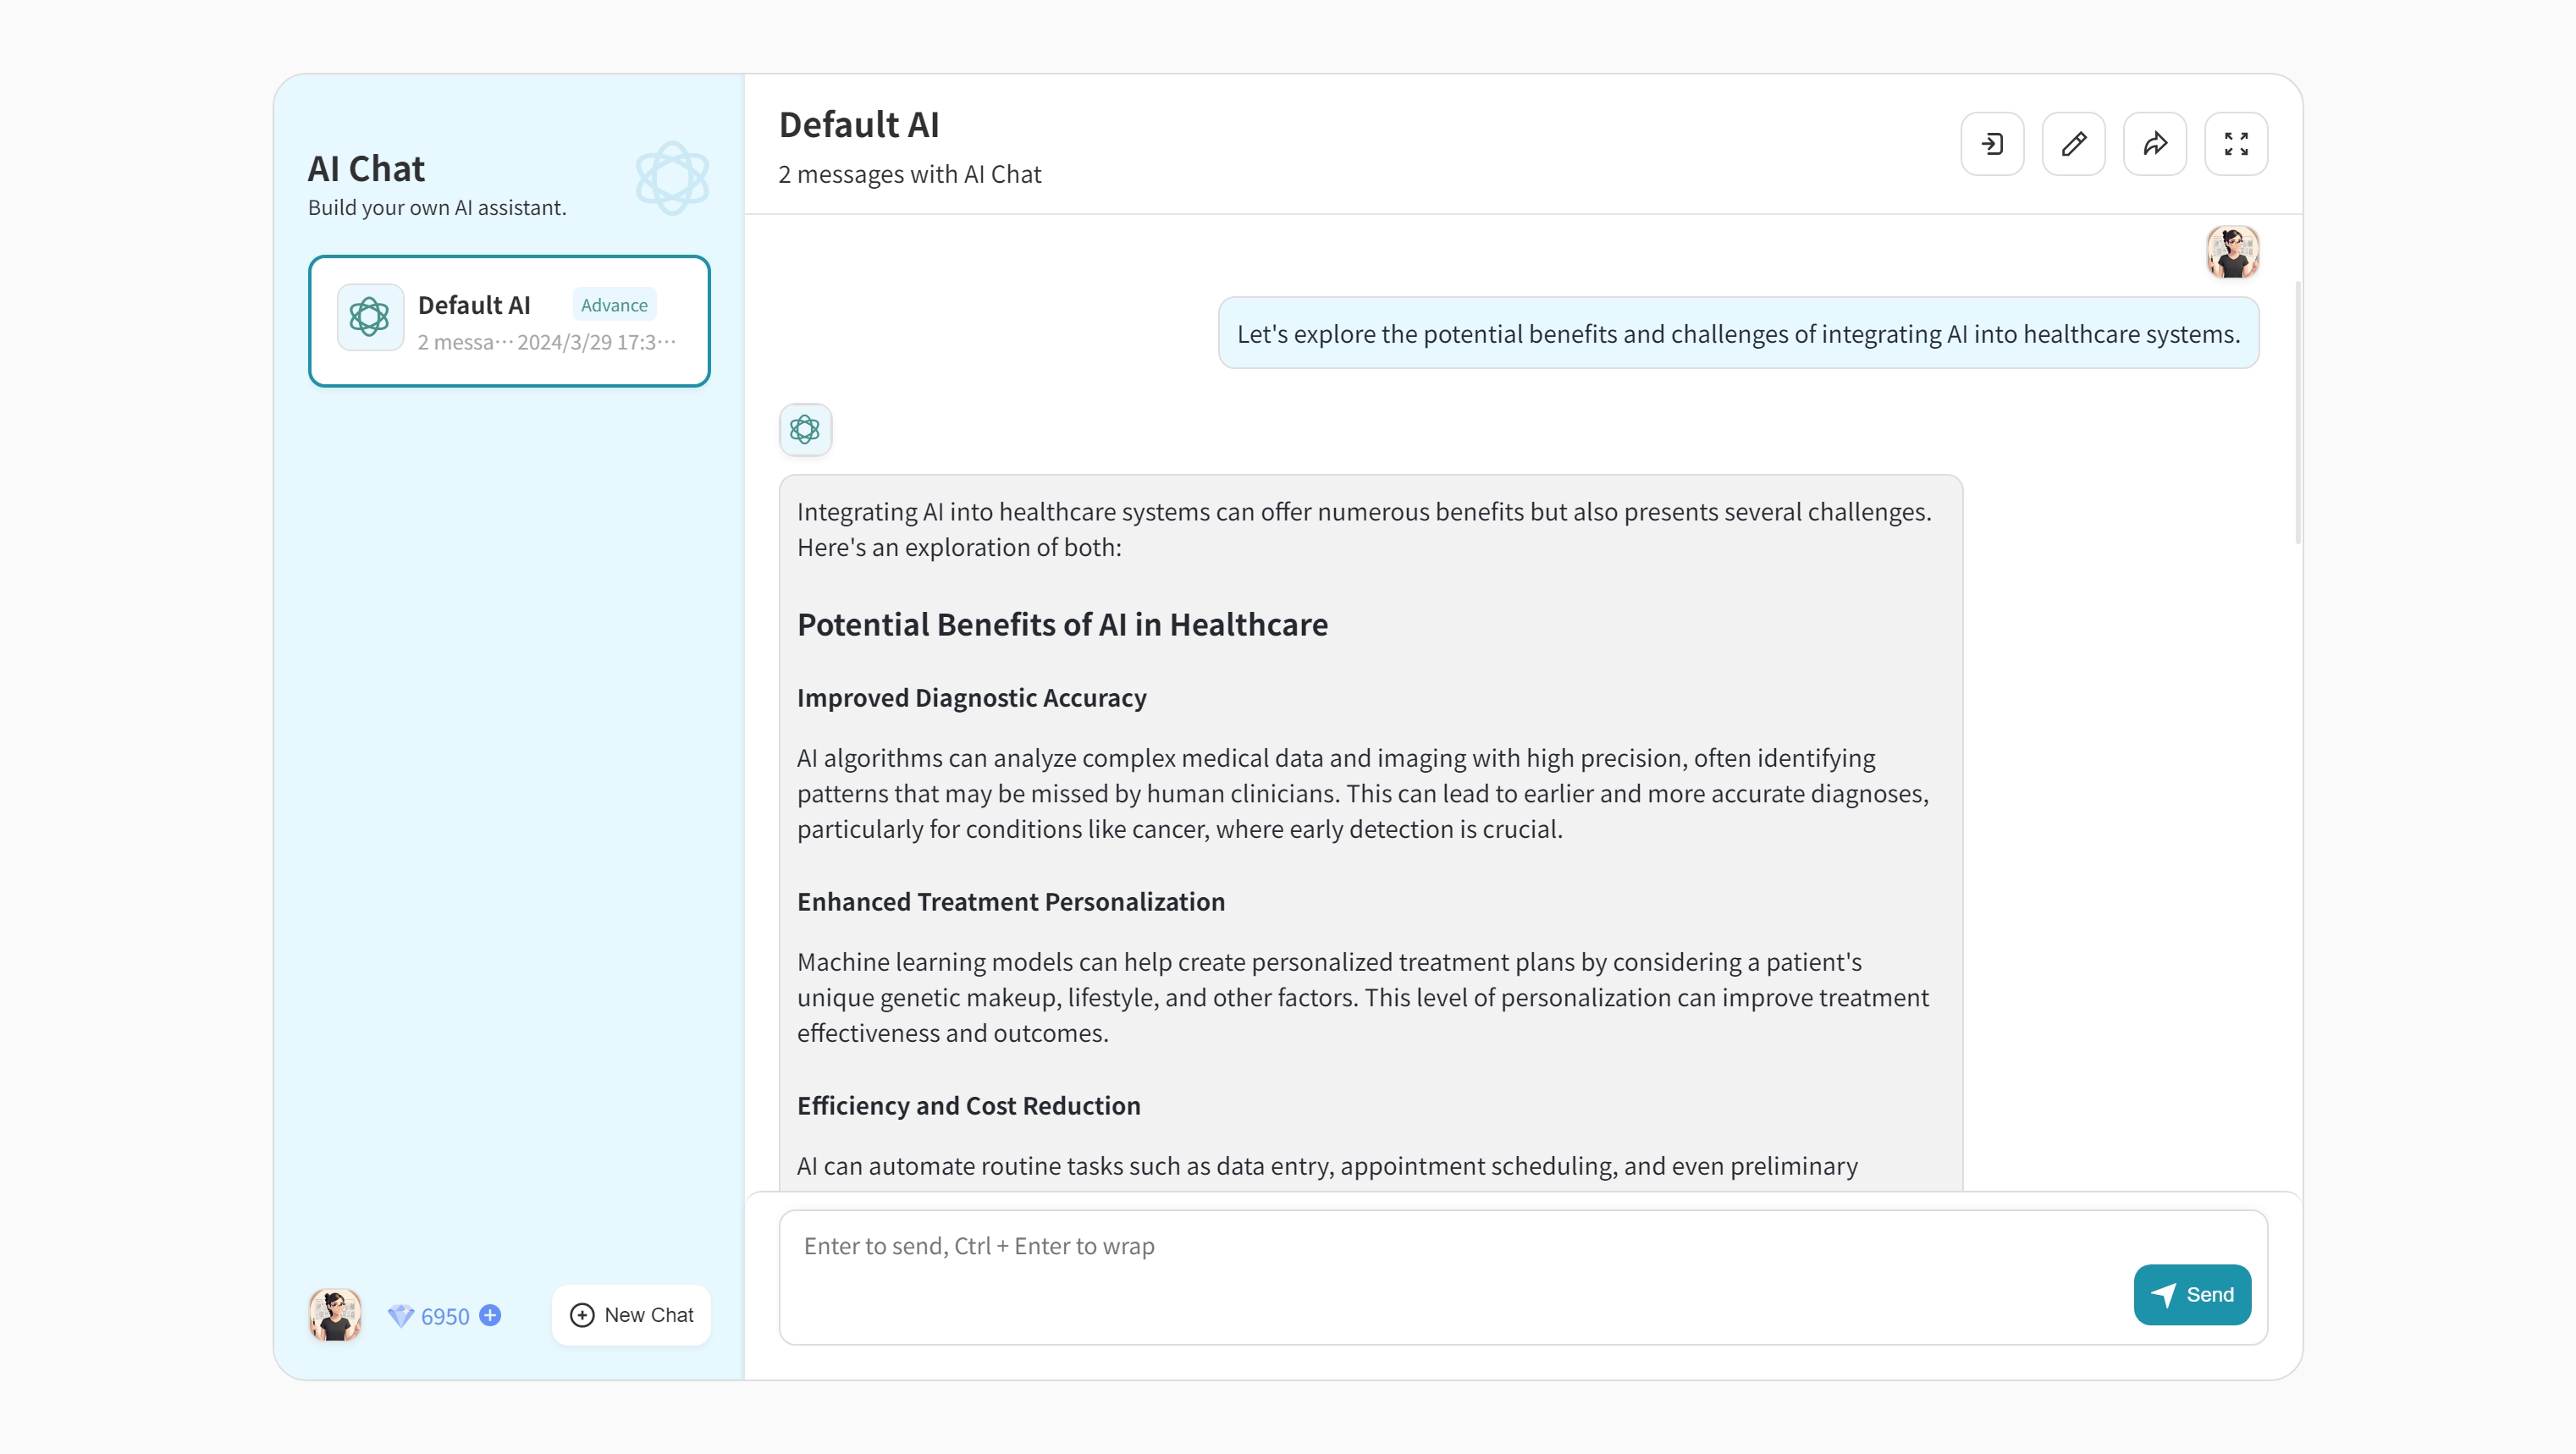 AI Chat
Build your own AI assistant.
Default AI
Advance
2 messa··· 2024/3/29 17:3···
6950
New Chat
Default AI
2 messages with AI Chat
Let's explore the potential benefits and challenges of integrating AI into healthcare systems.
Integrating AI into healthcare systems can offer numerous benefits but also presents several challenges.
Here's an exploration of both:
Potential Benefits of AI in Healthcare
Improved Diagnostic Accuracy
AI algorithms can analyze complex medical data and imaging with high precision, often identifying
patterns that may be missed by human clinicians. This can lead to earlier and more accurate diagnoses,
particularly for conditions like cancer, where early detection is crucial.
Enhanced Treatment Personalization
Machine learning models can help create personalized treatment plans by considering a patient's
unique genetic makeup, lifestyle, and other factors. This level of personalization can improve treatment
effectiveness and outcomes.
Efficiency and Cost Reduction
AI can automate routine tasks such as data entry, appointment scheduling, and even preliminary
Enter to send, Ctrl + Enter to wrap
Send